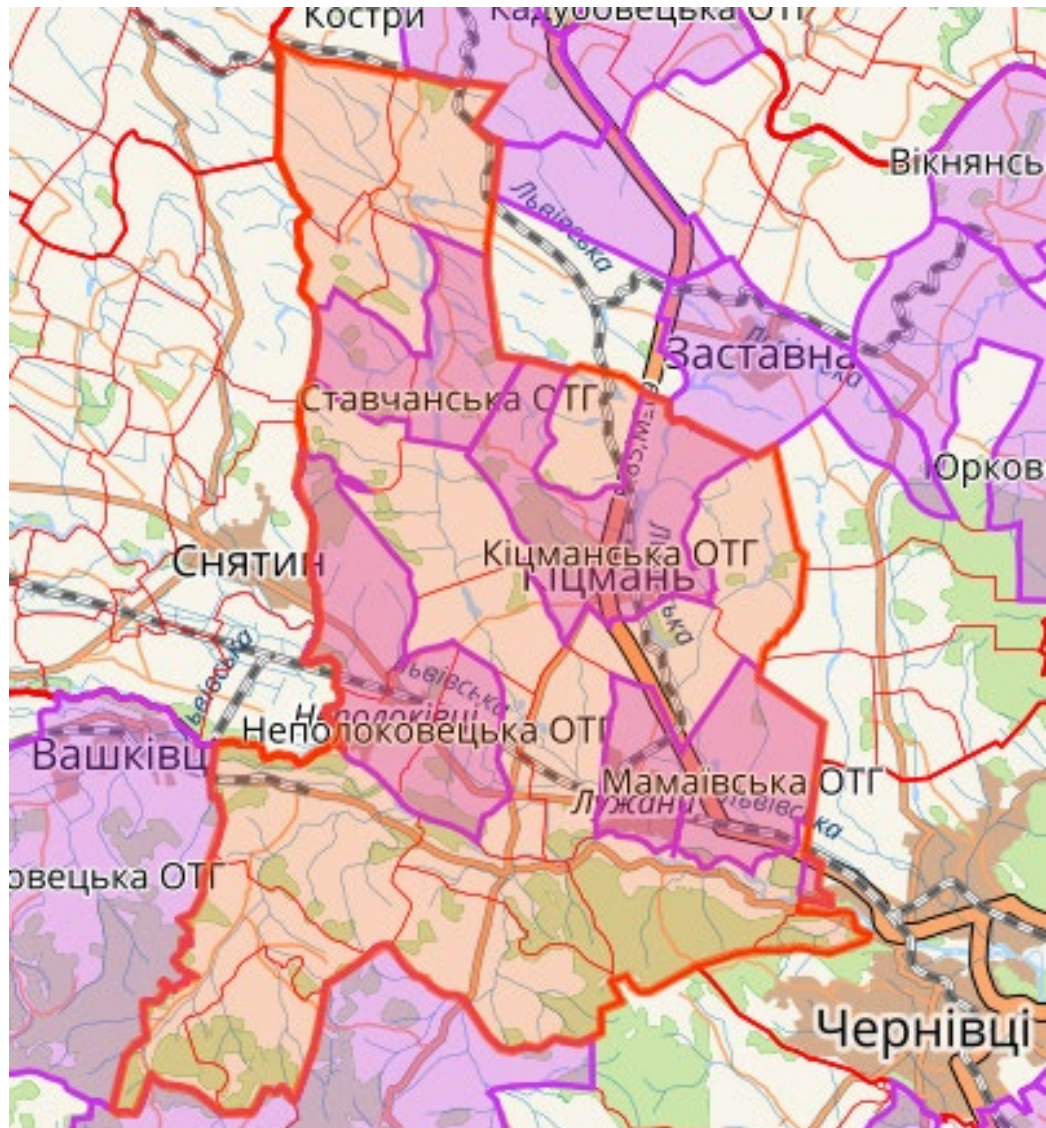 Костри
Кадубовецька ОТГ
Вікнянсь
Львівська
Заставна
Ставчанська ОТГ
Юрков
Снятин
Кіцманська ОТГ
Кіцмань
Львівська
Неполоківці
Неполоковецька ОТГ
Вашківц
Мамаївська ОТГ
Лужани
Львівська
овецька ОТГ
Чернівці